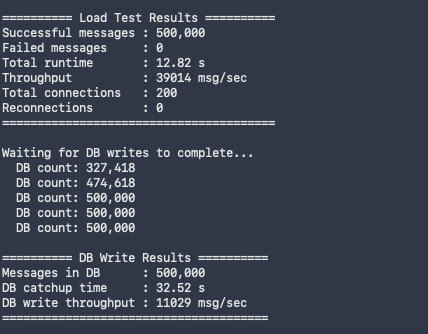 ========== Load Test Results ==========
Successful messages : 500,000
Failed messages     : 0
Total runtime       : 12.82 s
Throughput          : 39014 msg/sec
Total connections   : 200
Reconnections       : 0
=======================================

Waiting for DB writes to complete...
  DB count: 327,418
  DB count: 474,618
  DB count: 500,000
  DB count: 500,000
  DB count: 500,000

========== DB Write Results ==========
Messages in DB      : 500,000
DB catchup time     : 32.52 s
DB write throughput : 11029 msg/sec
======================================